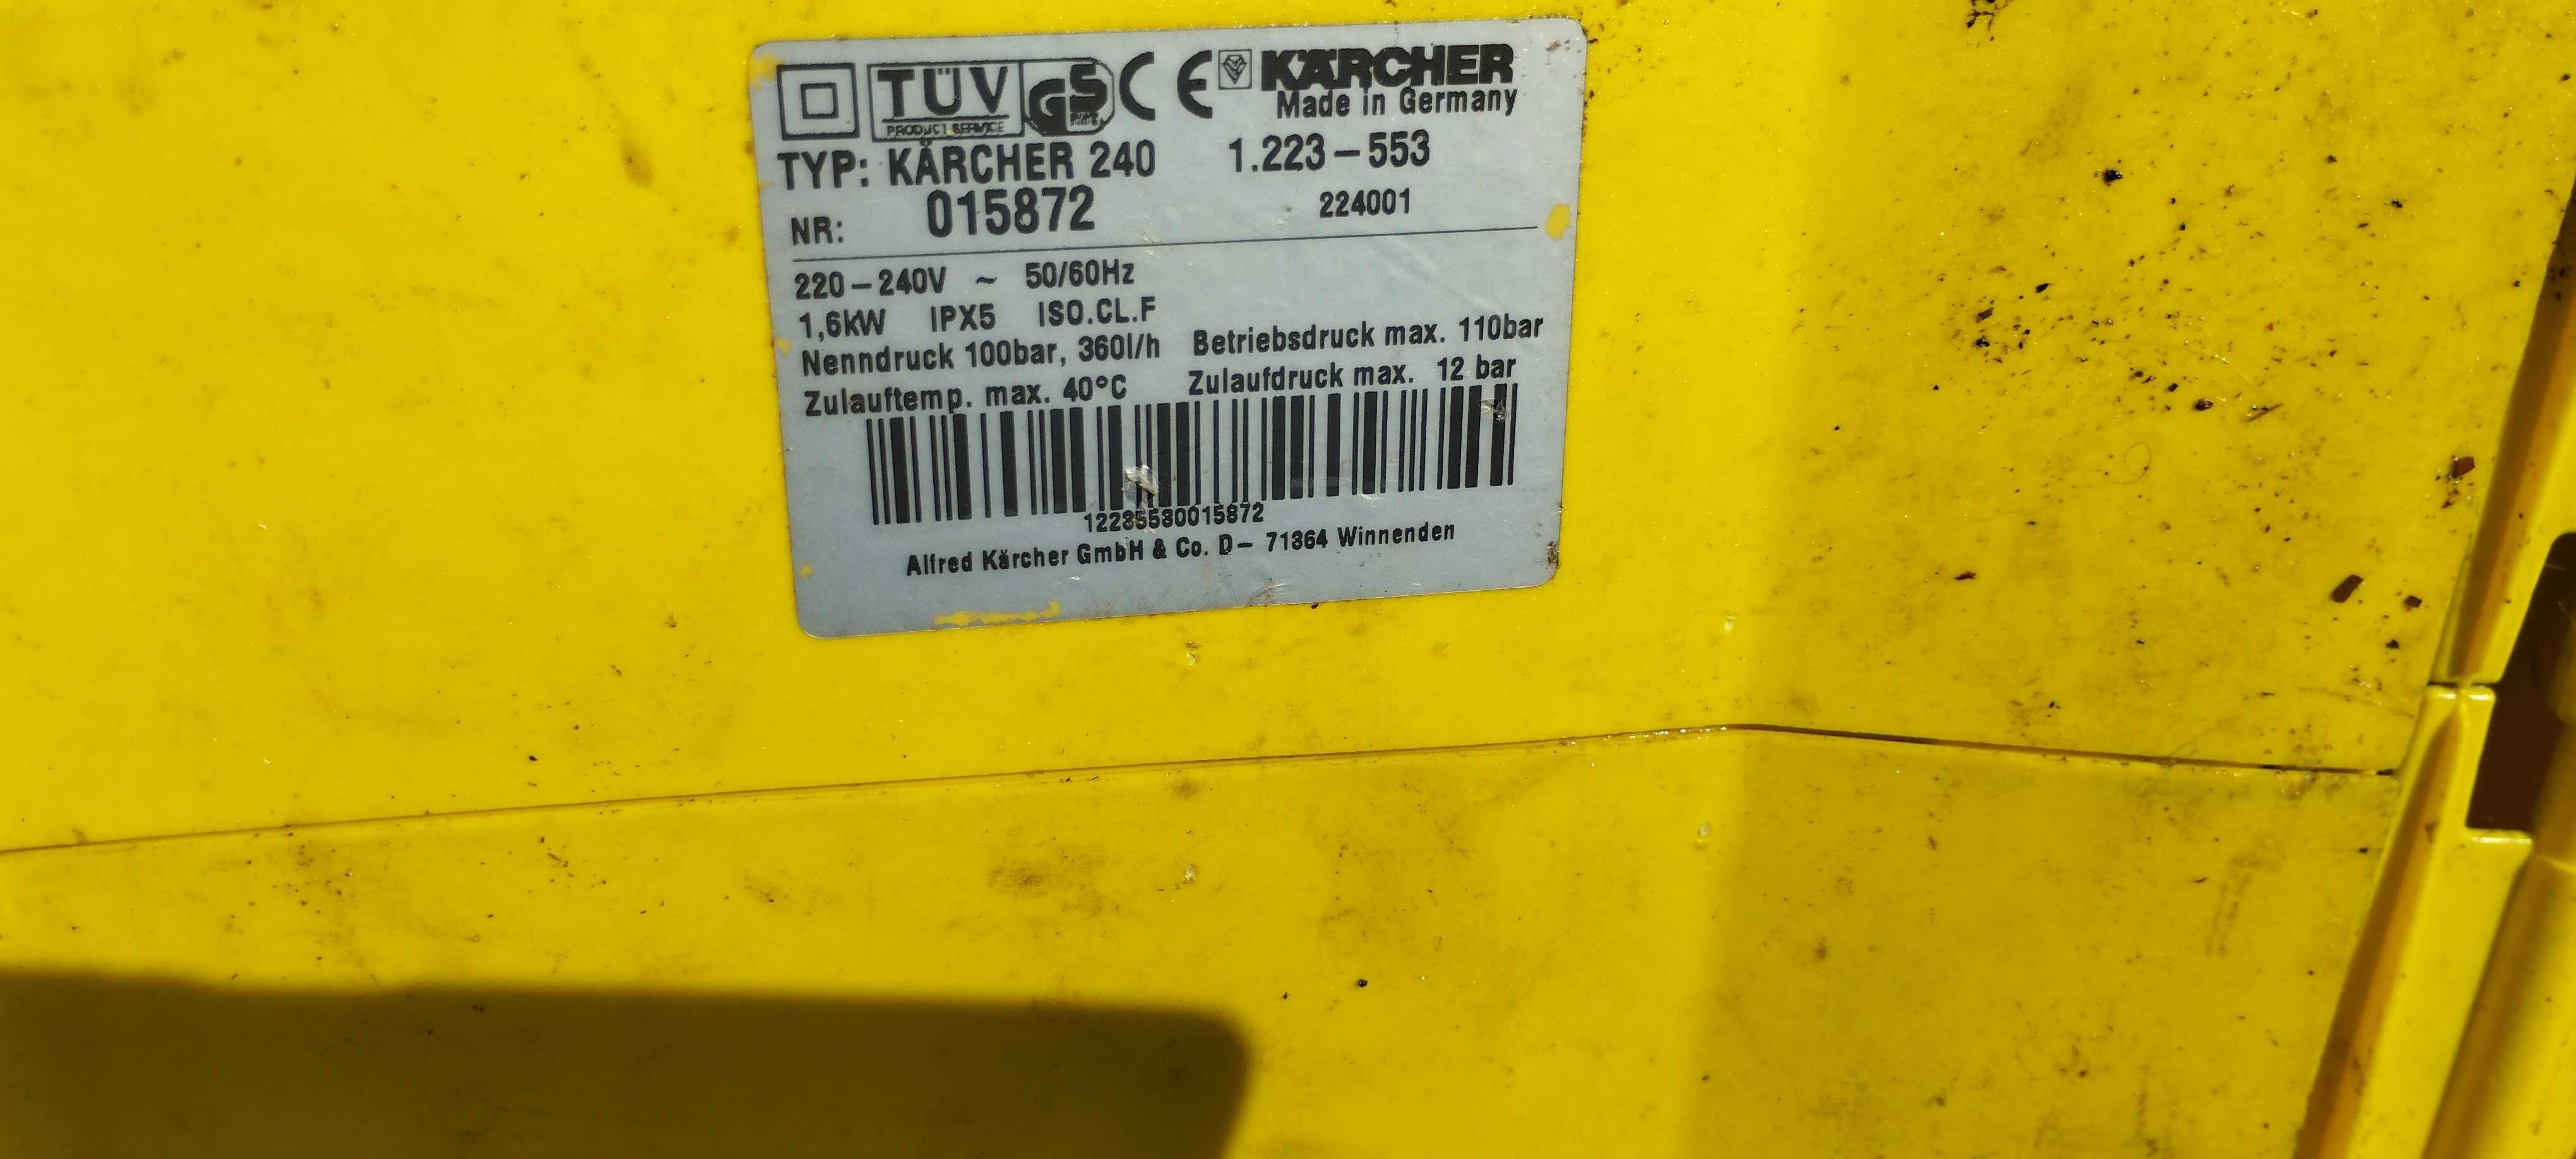 TÜV GS CE KÄRCHER
PRODUCT SERVICE
Made in Germany
TYP: KÄRCHER 240 1.223-553
NR: 015872 224001
220-240V ~ 50/60Hz
1,6kW IPX5 ISO.CL.F
Nenndruck 100bar, 360l/h Betriebsdruck max. 110bar
Zulauftemp. max. 40°C Zulaufdruck max. 12 bar
12235530015872
Alfred Kärcher GmbH & Co. D- 71364 Winnenden